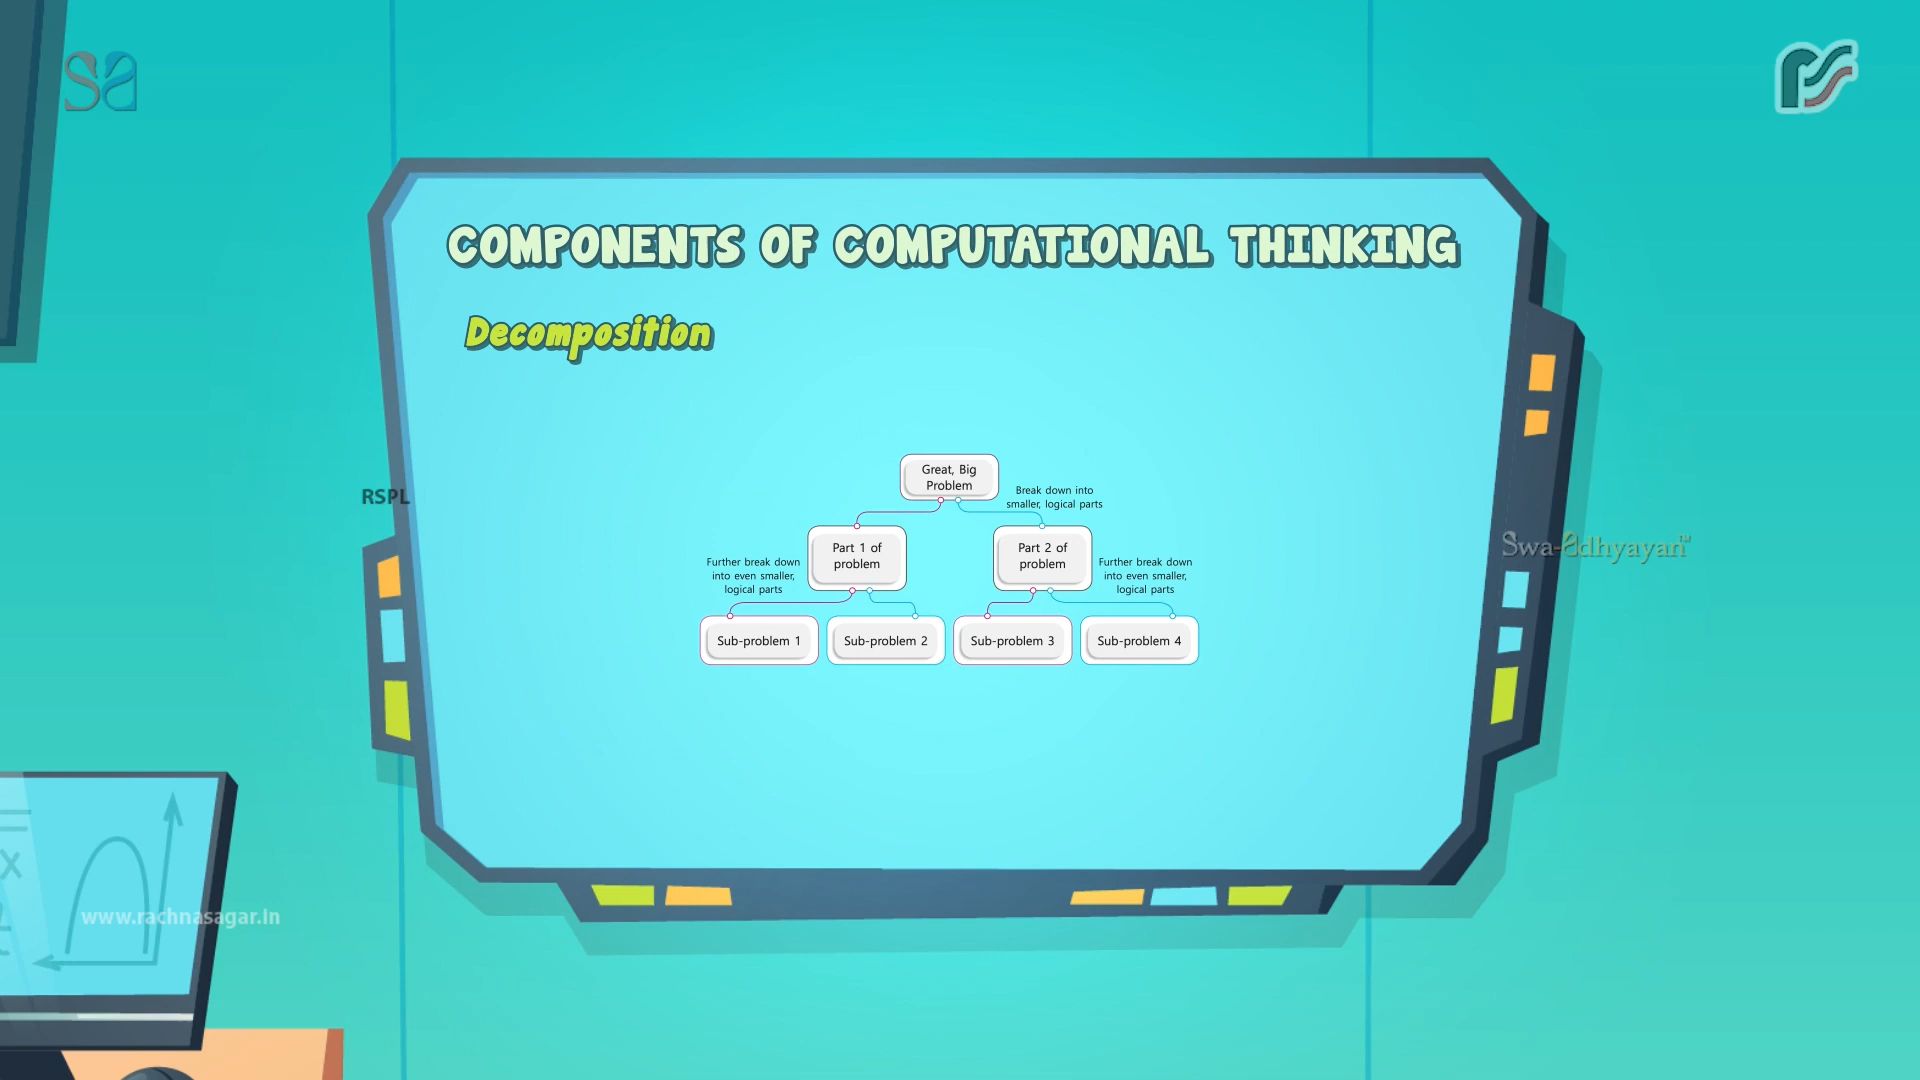 sa
COMPONENTS OF COMPUTATIONAL THINKING
Decomposition
Great, Big
Problem
Break down into
smaller, logical parts
Part 1 of
problem
Part 2 of
problem
Further break down
into even smaller,
logical parts
Further break down
into even smaller,
logical parts
Sub-problem 1
Sub-problem 2
Sub-problem 3
Sub-problem 4
RSPL
Swa-adhyayan™
www.rachnasagar.in
x